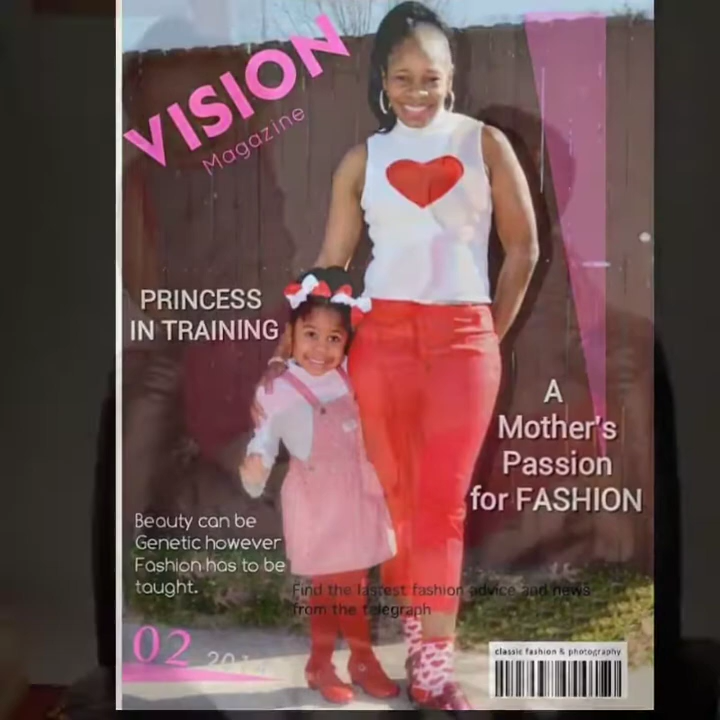 VISION
Magazine
PRINCESS
IN TRAINING
A
Mother's
Passion
for FASHION
Beauty can be
Genetic however
Fashion has to be
taught.
Find the lastest fashion advice and news
from the telegraph
02
classic fashion & photography